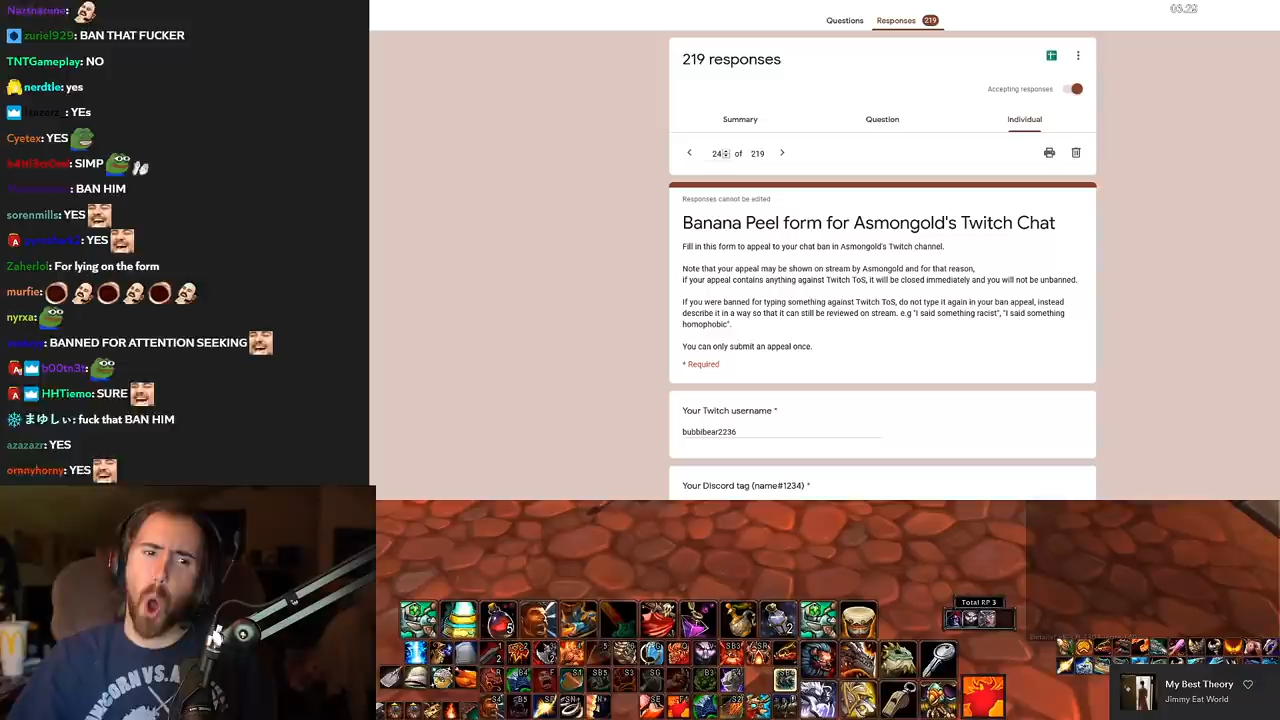 zuriel929: BAN THAT FUCKER
TNTGameplay: NO
nerdtle: yes
Cyetex: YES
SIMP
BAN HIM
sorenmills: YES
YES
Zaherlol: For lying on the form
murf
nyrxa:
BANNED FOR ATTENTION SEEKING
b00tn3t:
HHTiemo: SURE
fuck that BAN HIM
azaazaz: YES
ornnyhorny: YES
Questions Responses 219
219 responses
Accepting responses
Summary Question Individual
24 of 219
Responses cannot be edited
Banana Peel form for Asmongold's Twitch Chat
Fill in this form to appeal to your chat ban in Asmongold's Twitch channel.
Note that your appeal may be shown on stream by Asmongold and for that reason,
if your appeal contains anything against Twitch ToS, it will be closed immediately and you will not be unbanned.
If you were banned for typing something against Twitch ToS, do not type it again in your ban appeal, instead
describe it in a way so that it can still be reviewed on stream. e.g "I said something racist", "I said something
homophobic".
You can only submit an appeal once.
* Required
Your Twitch username *
bubbibear2236
Your Discord tag (name#1234) *
Total RP 3
My Best Theory
Jimmy Eat World